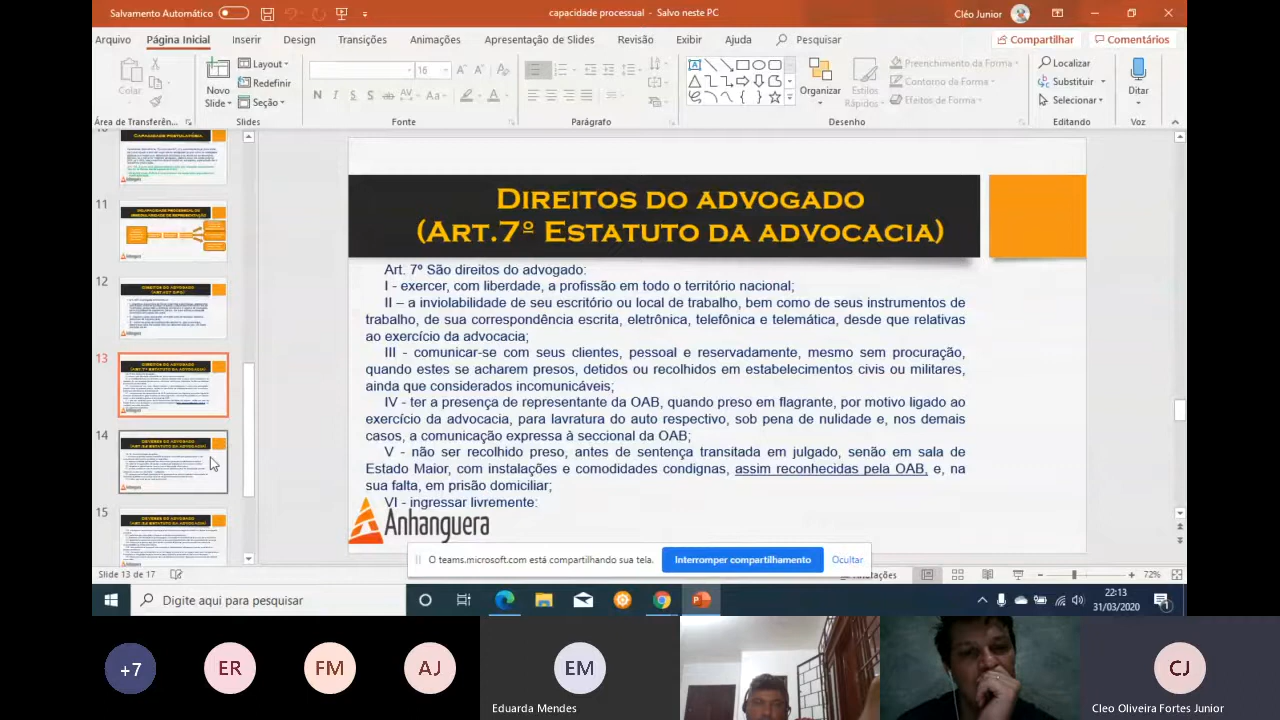 Salvamento Automático
capacidade processual - Salvo neste PC
Cléo Junior
Arquivo Página Inicial Inserir Design Transições Animações Apresentação de Slides Revisão Exibir Ajuda Pesquisar
Compartilhar Comentários
Colar
Novo
Slide
Layout
Redefinir
Seção
16
N I S S
Organizar
Estilos
Rápidos
Preenchimento da Forma
Contorno da Forma
Efeitos de Forma
Localizar
Substituir
Selecionar
Ditar
Área de Transferên...
Slides
Fonte
Parágrafo
Desenho
Editando
Voz
Capacidade postulatória
11
12
13
14
15
Direitos do advogado
(Art.7º Estatuto da advocacia)
Art. 7º São direitos do advogado:
I - exercer, com liberdade, a profissão em todo o território nacional;
II – a inviolabilidade de seu escritório ou local de trabalho, bem como de seus instrumentos de
trabalho, de sua correspondência escrita, eletrônica, telefônica e telemática, desde que relativas
ao exercício da advocacia;
III - comunicar-se com seus clientes, pessoal e reservadamente, mesmo sem procuração,
quando estes se acharem presos, detidos ou recolhidos em estabelecimentos civis ou militares,
ainda que considerados incomunicáveis;
IV - ter a presença de representante da OAB, quando preso em flagrante, por motivo ligado ao
exercício da advocacia, para lavratura do auto respectivo, sob pena de nulidade e, nos demais
casos, a comunicação expressa à seccional da OAB;
V - não ser recolhido preso, antes de sentença transitada em julgado, senão em sala de
Estado Maior, com instalações e comodidades condignas, assim reconhecidas pela OAB, e, na
sua falta, em prisão domiciliar;
VI - ingressar livremente:
Anhanguera
O teams.microsoft.com está compartilhando sua tela.
Interromper compartilhamento
Ocultar
Slide 13 de 17
Anotações
72%
Digite aqui para pesquisar
22:13
31/03/2020
+7
ER
FM
AJ
EM
CJ
Eduarda Mendes
Cleo Oliveira Fortes Junior